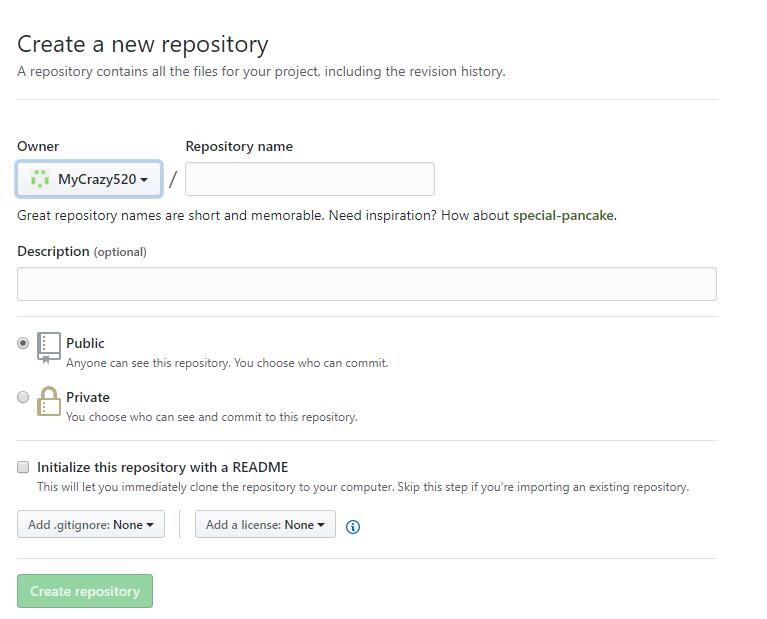 Create a new repository
A repository contains all the files for your project, including the revision history.
Owner
Repository name
MyCrazy520
/
Great repository names are short and memorable. Need inspiration? How about special-pancake.
Description (optional)
Public
Anyone can see this repository. You choose who can commit.
Private
You choose who can see and commit to this repository.
Initialize this repository with a README
This will let you immediately clone the repository to your computer. Skip this step if you're importing an existing repository.
Add .gitignore: None
Add a license: None
Create repository